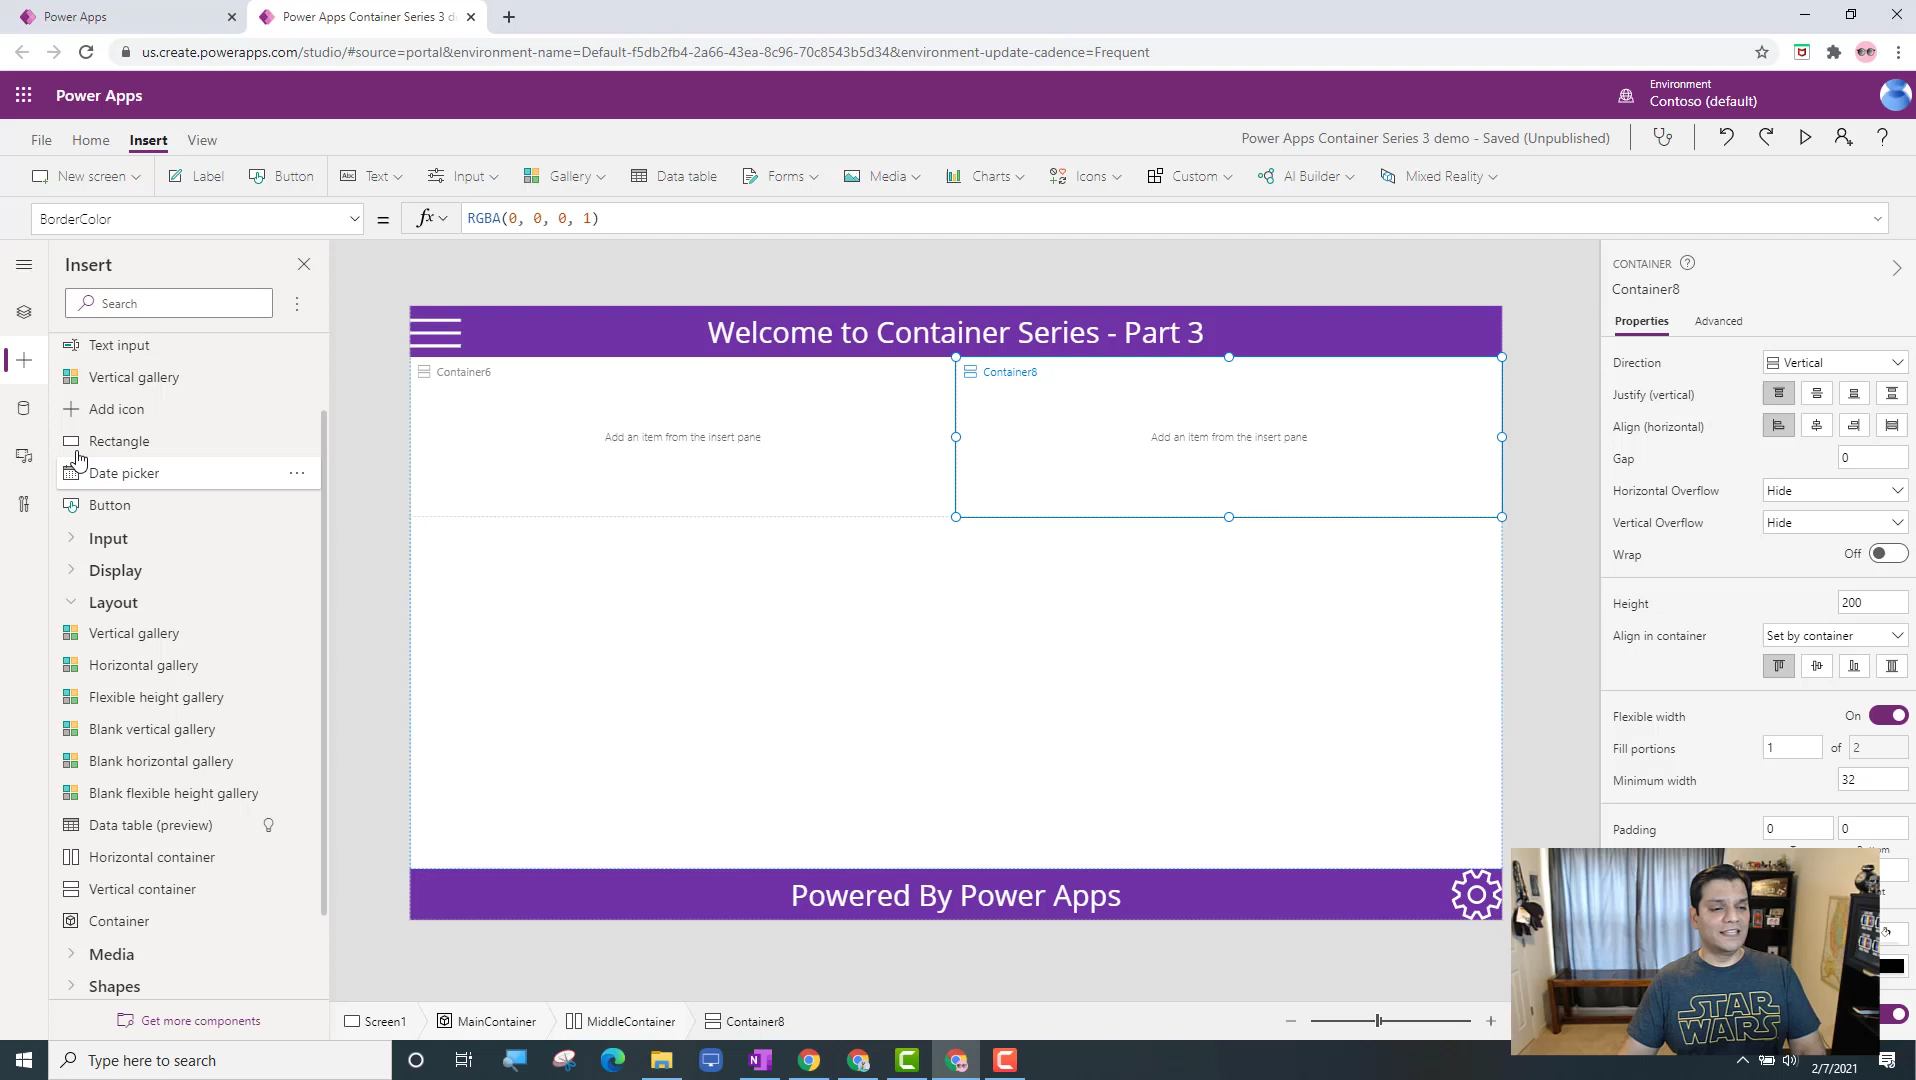 Power Apps
Power Apps Container Series 3 d
us.create.powerapps.com/studio/#source=portal&environment-name=Default-f5db2fb4-2a66-43ea-8c96-70c8543b5d34&environment-update-cadence=Frequent
Power Apps
Environment
Contoso (default)
File Home Insert View
Power Apps Container Series 3 demo - Saved (Unpublished)
New screen Label Button Text Input Gallery Data table Forms Media Charts Icons Custom AI Builder Mixed Reality
BorderColor = fx RGBA(0, 0, 0, 1)
Insert
Search
Text input
Vertical gallery
Add icon
Rectangle
Date picker
Button
Input
Display
Layout
Vertical gallery
Horizontal gallery
Flexible height gallery
Blank vertical gallery
Blank horizontal gallery
Blank flexible height gallery
Data table (preview)
Horizontal container
Vertical container
Container
Media
Shapes
Get more components
Welcome to Container Series - Part 3
Container6
Add an item from the insert pane
Container8
Add an item from the insert pane
Powered By Power Apps
Screen1 MainContainer MiddleContainer Container8
CONTAINER
Container8
Properties Advanced
Direction Vertical
Justify (vertical)
Align (horizontal)
Gap 0
Horizontal Overflow Hide
Vertical Overflow Hide
Wrap Off
Height 200
Align in container Set by container
Flexible width On
Fill portions 1 of 2
Minimum width 32
Padding 0 0
STAR
WARS
Type here to search
2/7/2021